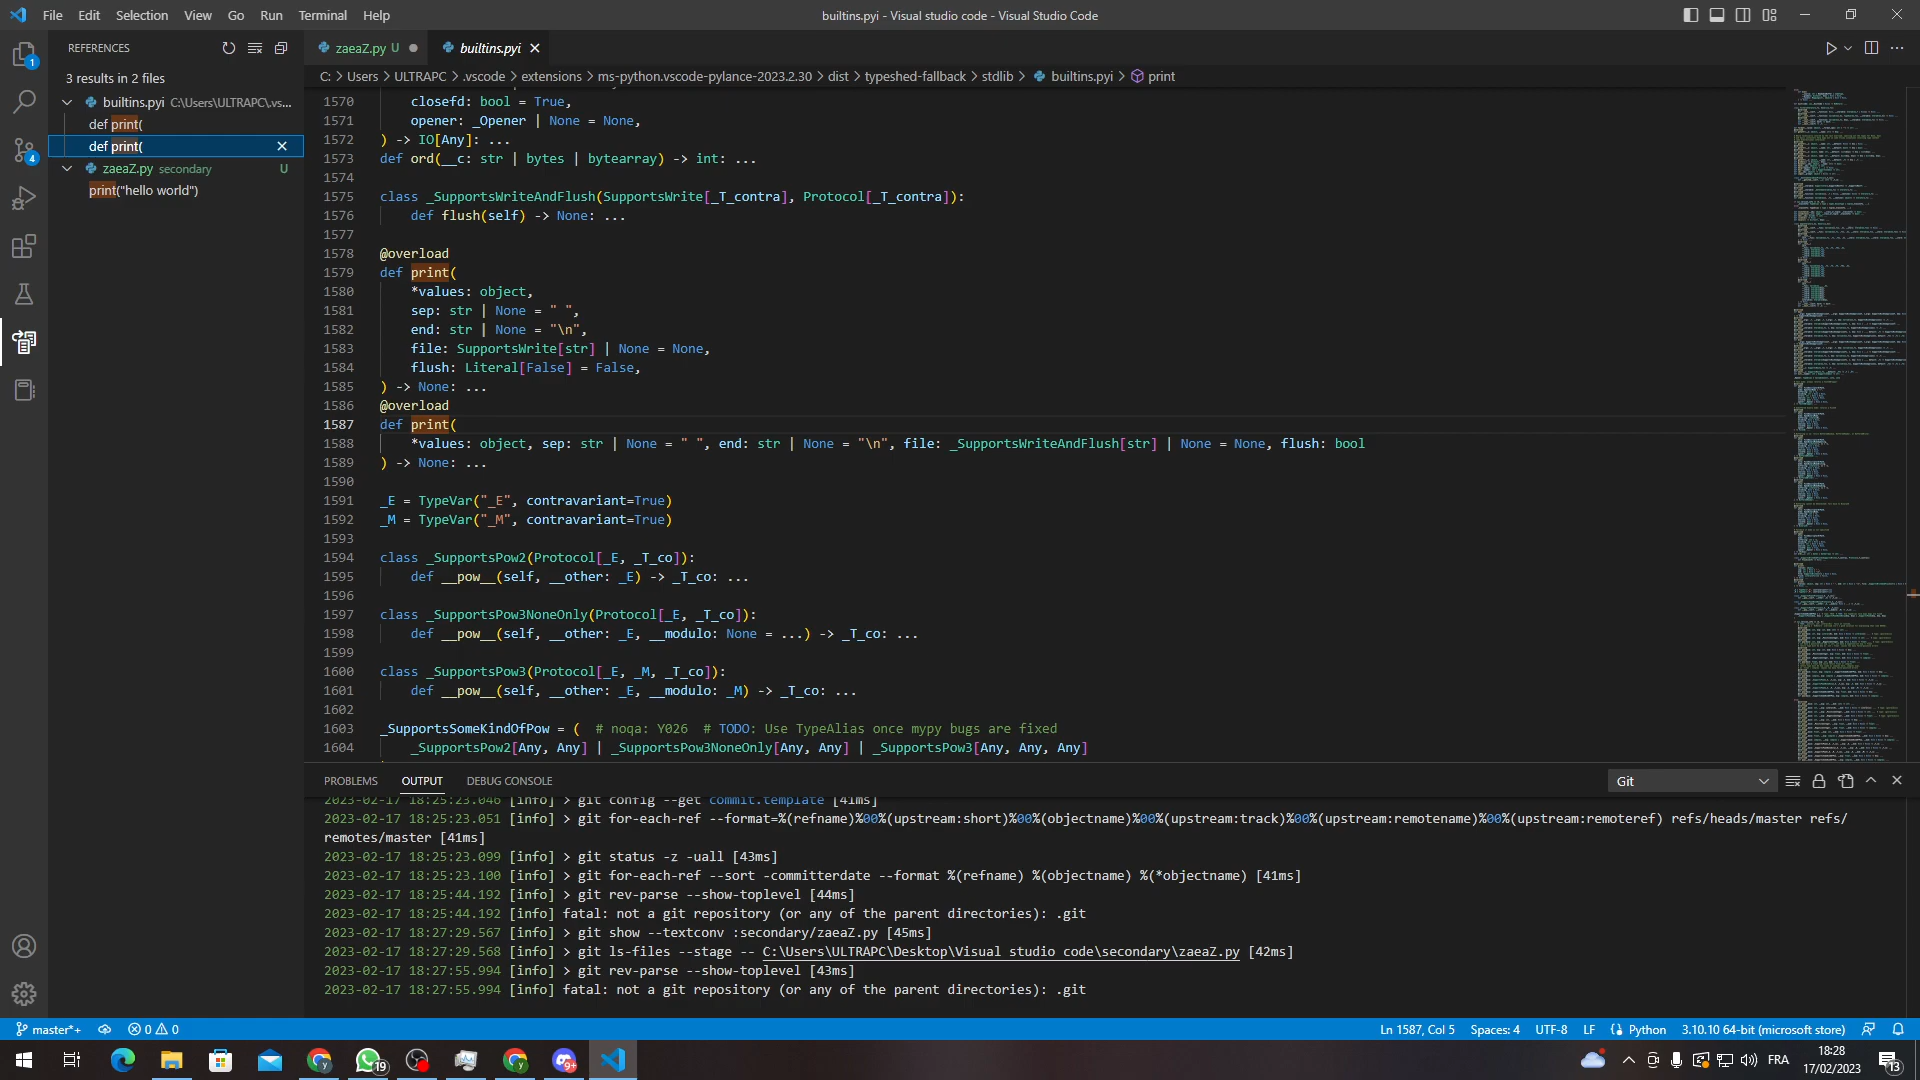 File Edit Selection View Go Run Terminal Help
builtins.pyi - Visual studio code - Visual Studio Code
REFERENCES
3 results in 2 files
builtins.pyi C:\Users\ULTRAPC\.vs...
def print(
def print(
zaeaZ.py secondary U
print("hello world")
1
4
zaeaZ.py U
builtins.pyi
C: > Users > ULTRAPC > .vscode > extensions > ms-python.vscode-pylance-2023.2.30 > dist > typeshed-fallback > stdlib > builtins.pyi > print
1570 closefd: bool = True,
1571 opener: _Opener | None = None,
1572 ) -> IO[Any]: ...
1573 def ord(__c: str | bytes | bytearray) -> int: ...
1574
1575 class _SupportsWriteAndFlush(SupportsWrite[_T_contra], Protocol[_T_contra]):
1576 def flush(self) -> None: ...
1577
1578 @overload
1579 def print(
1580 *values: object,
1581 sep: str | None = " ",
1582 end: str | None = "\n",
1583 file: SupportsWrite[str] | None = None,
1584 flush: Literal[False] = False,
1585 ) -> None: ...
1586 @overload
1587 def print(
1588 *values: object, sep: str | None = " ", end: str | None = "\n", file: _SupportsWriteAndFlush[str] | None = None, flush: bool
1589 ) -> None: ...
1590
1591 _E = TypeVar("_E", contravariant=True)
1592 _M = TypeVar("_M", contravariant=True)
1593
1594 class _SupportsPow2(Protocol[_E, _T_co]):
1595 def __pow__(self, __other: _E) -> _T_co: ...
1596
1597 class _SupportsPow3NoneOnly(Protocol[_E, _T_co]):
1598 def __pow__(self, __other: _E, __modulo: None = ...) -> _T_co: ...
1599
1600 class _SupportsPow3(Protocol[_E, _M, _T_co]):
1601 def __pow__(self, __other: _E, __modulo: _M) -> _T_co: ...
1602
1603 _SupportsSomeKindOfPow = ( # noqa: Y026 # TODO: Use TypeAlias once mypy bugs are fixed
1604 _SupportsPow2[Any, Any] | _SupportsPow3NoneOnly[Any, Any] | _SupportsPow3[Any, Any, Any]
PROBLEMS OUTPUT DEBUG CONSOLE Git
2023-02-17 18:25:23.046 [info] > git config --get commit.template [41ms]
2023-02-17 18:25:23.051 [info] > git for-each-ref --format=%(refname)%00%(upstream:short)%00%(objectname)%00%(upstream:track)%00%(upstream:remotename)%00%(upstream:remoteref) refs/heads/master refs/
remotes/master [41ms]
2023-02-17 18:25:23.099 [info] > git status -z -uall [43ms]
2023-02-17 18:25:23.100 [info] > git for-each-ref --sort -committerdate --format %(refname) %(objectname) %(*objectname) [41ms]
2023-02-17 18:25:44.192 [info] > git rev-parse --show-toplevel [44ms]
2023-02-17 18:25:44.192 [info] fatal: not a git repository (or any of the parent directories): .git
2023-02-17 18:27:29.567 [info] > git show --textconv :secondary/zaeaZ.py [45ms]
2023-02-17 18:27:29.568 [info] > git ls-files --stage -- C:\Users\ULTRAPC\Desktop\Visual studio code\secondary\zaeaZ.py [42ms]
2023-02-17 18:27:55.994 [info] > git rev-parse --show-toplevel [43ms]
2023-02-17 18:27:55.994 [info] fatal: not a git repository (or any of the parent directories): .git
master*+ 0 0 Ln 1587, Col 5 Spaces: 4 UTF-8 LF Python 3.10.10 64-bit (microsoft store)
19 9+ FRA 18:28
17/02/2023 13